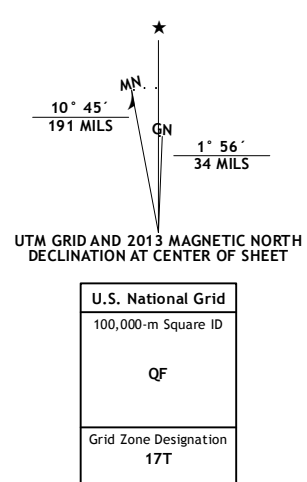 ★
MN
10° 45´
191 MILS
GN
1° 56´
34 MILS
UTM GRID AND 2013 MAGNETIC NORTH
DECLINATION AT CENTER OF SHEET
U.S. National Grid
100,000-m Square ID
QF
Grid Zone Designation
17T